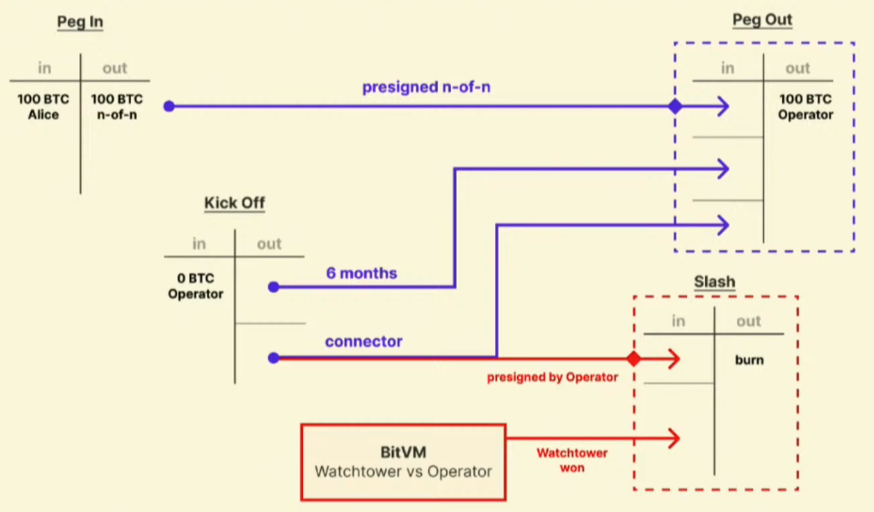 Peg In
in out
100 BTC 100 BTC
Alice n-of-n
presigned n-of-n
Peg Out
in out
100 BTC
Operator
Kick Off
in out
0 BTC
Operator
6 months
connector
presigned by Operator
Slash
in out
burn
BitVM
Watchtower vs Operator
Watchtower
won